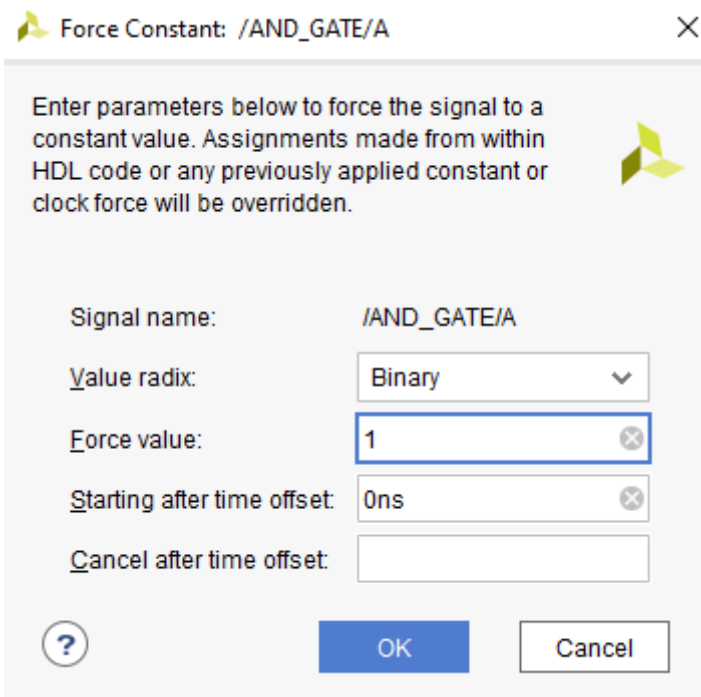 Force Constant: /AND_GATE/A
Enter parameters below to force the signal to a
constant value. Assignments made from within
HDL code or any previously applied constant or
clock force will be overridden.
Signal name: /AND_GATE/A
Value radix: Binary
Force value: 1
Starting after time offset: 0ns
Cancel after time offset:
? OK Cancel